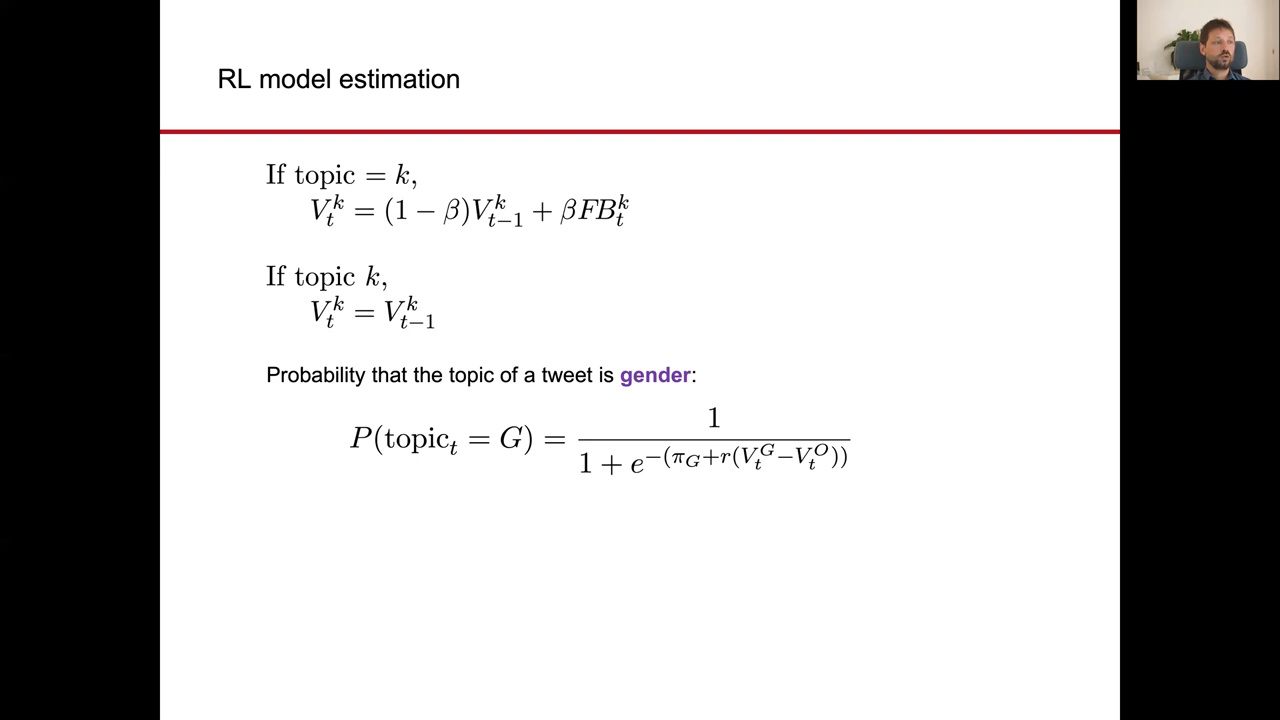 RL model estimation
If topic = k,
V_t^k = (1 − β)V_{t−1}^k + βFB_t^k
If topic k,
V_t^k = V_{t−1}^k
Probability that the topic of a tweet is gender:
P(topic_t = G) = 1 / (1 + e^{−(π_G+r(V_t^G−V_t^O))})